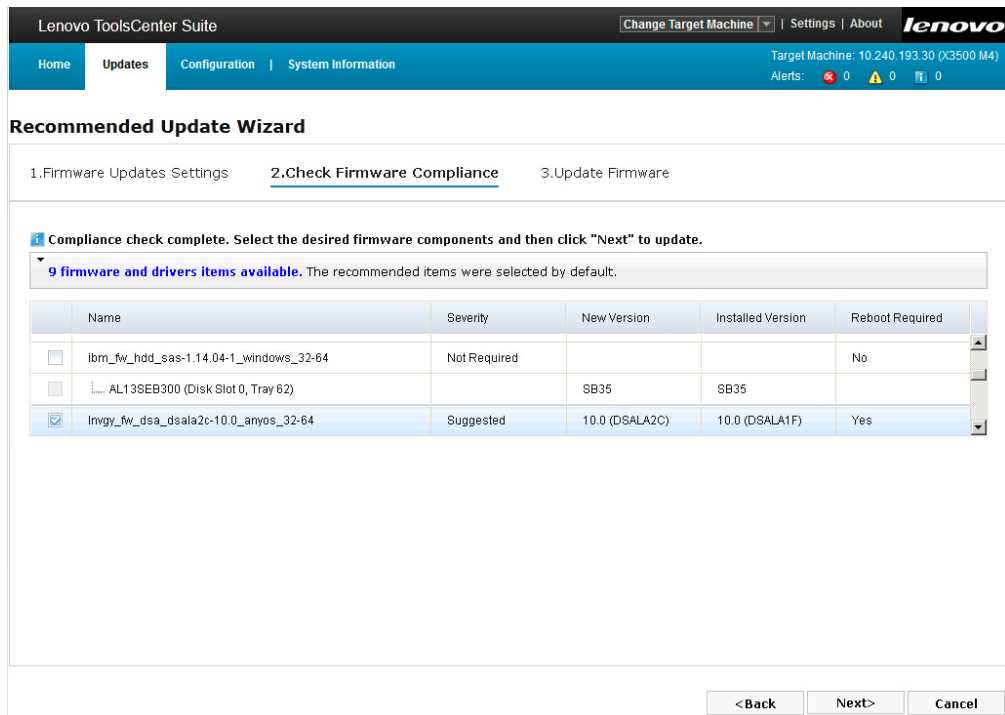 Lenovo ToolsCenter Suite
Change Target Machine | Settings | About lenovo
Home Updates Configuration | System Information
Target Machine: 10.240.193.30 (X3500 M4)
Alerts: 0 0 0
Recommended Update Wizard
1.Firmware Updates Settings 2.Check Firmware Compliance 3.Update Firmware
Compliance check complete. Select the desired firmware components and then click "Next" to update.
9 firmware and drivers items available. The recommended items were selected by default.
Name Severity New Version Installed Version Reboot Required
ibm_fw_hdd_sas-1.14.04-1_windows_32-64 Not Required No
AL13SEB300 (Disk Slot 0, Tray 62) SB35 SB35
lnvgy_fw_dsa_dsala2c-10.0_anyos_32-64 Suggested 10.0 (DSALA2C) 10.0 (DSALA1F) Yes
<Back Next> Cancel